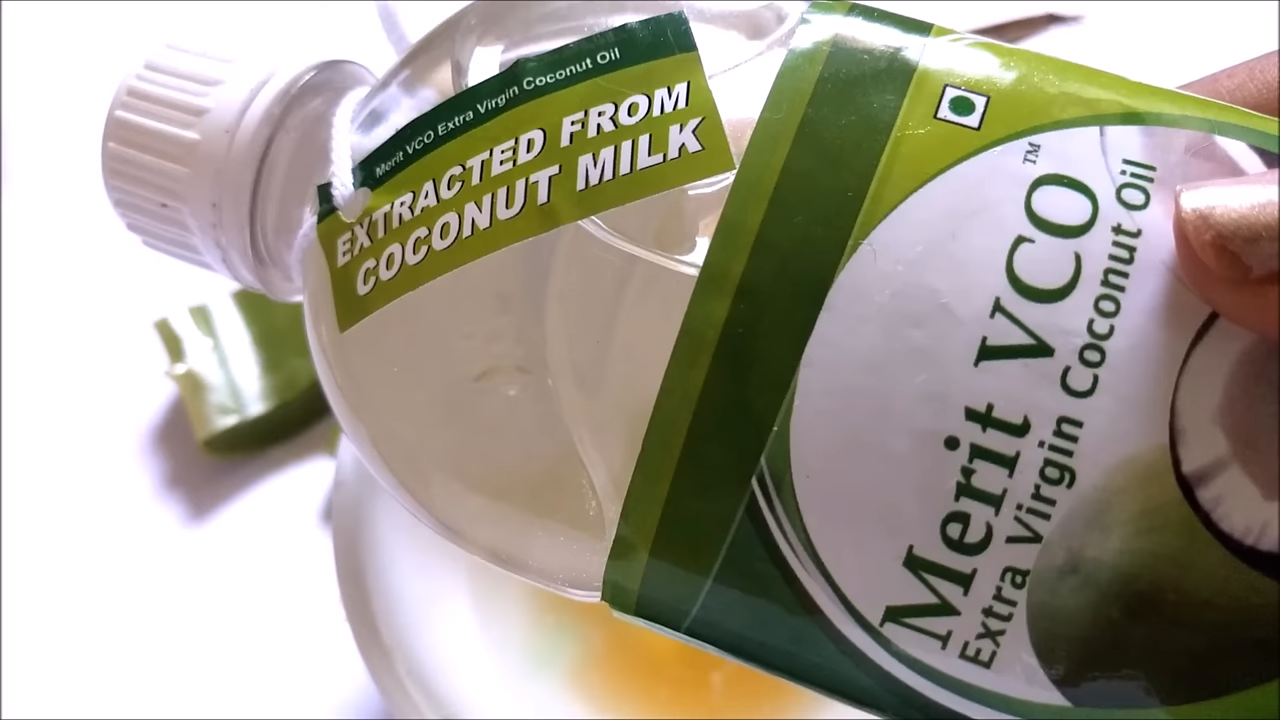 Merit VCO Extra Virgin Coconut Oil
EXTRACTED FROM
COCONUT MILK
Merit VCO™
Extra Virgin Coconut Oil